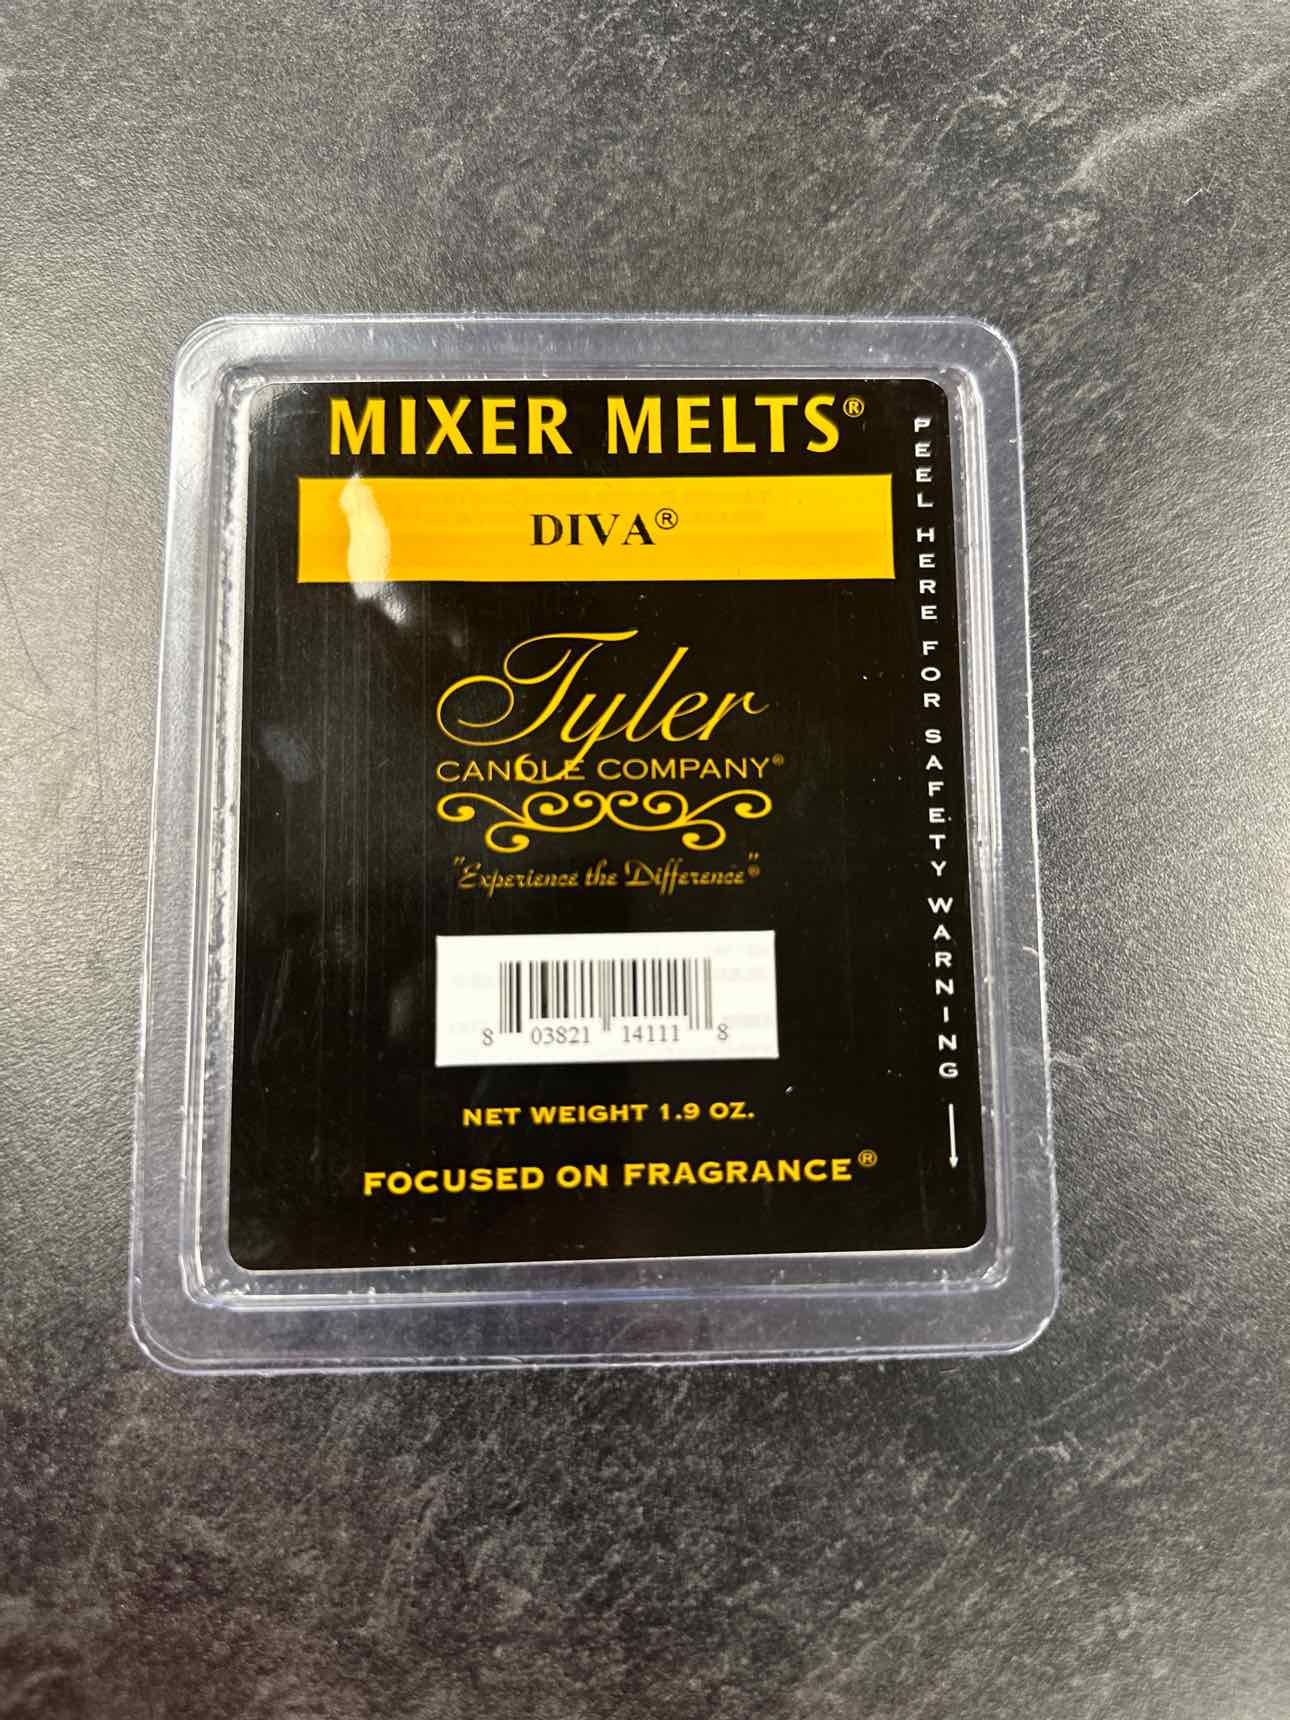 MIXER MELTS®
DIVA®
Tyler
CANDLE COMPANY®
"Experience the Difference"®
8 03821 14111 8
NET WEIGHT 1.9 OZ.
FOCUSED ON FRAGRANCE®
PEEL HERE FOR SAFETY WARNING